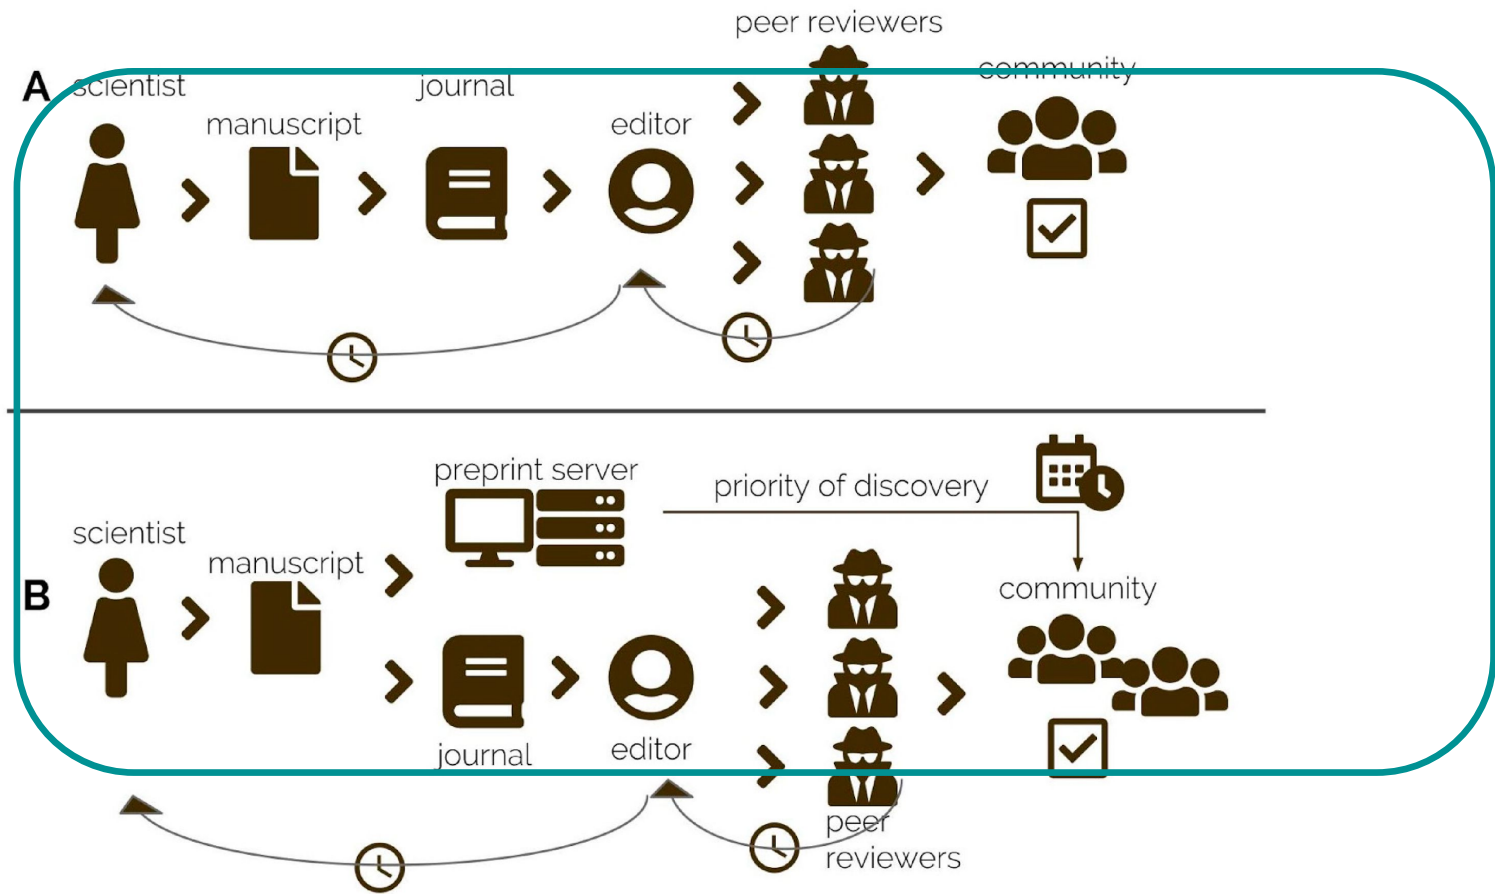 peer reviewers
A
scientist
journal
community
manuscript
editor
preprint server
priority of discovery
scientist
manuscript
B
community
journal
editor
peer
reviewers